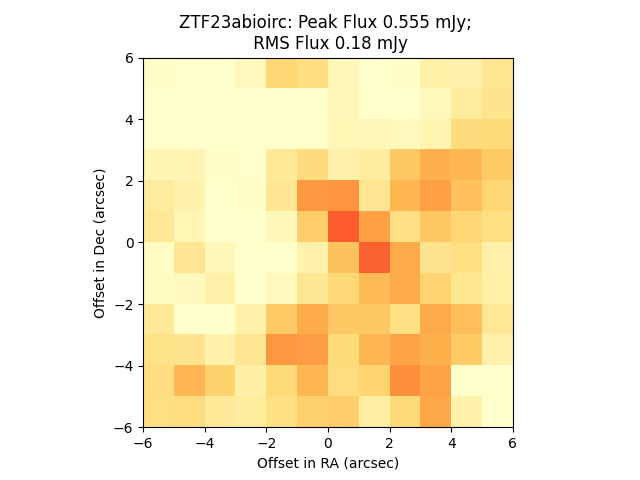 ZTF23abioirc: Peak Flux 0.555 mJy;
RMS Flux 0.18 mJy
6
4
2
0
−2
−4
−6
Offset in Dec (arcsec)
−6 −4 −2 0 2 4 6
Offset in RA (arcsec)